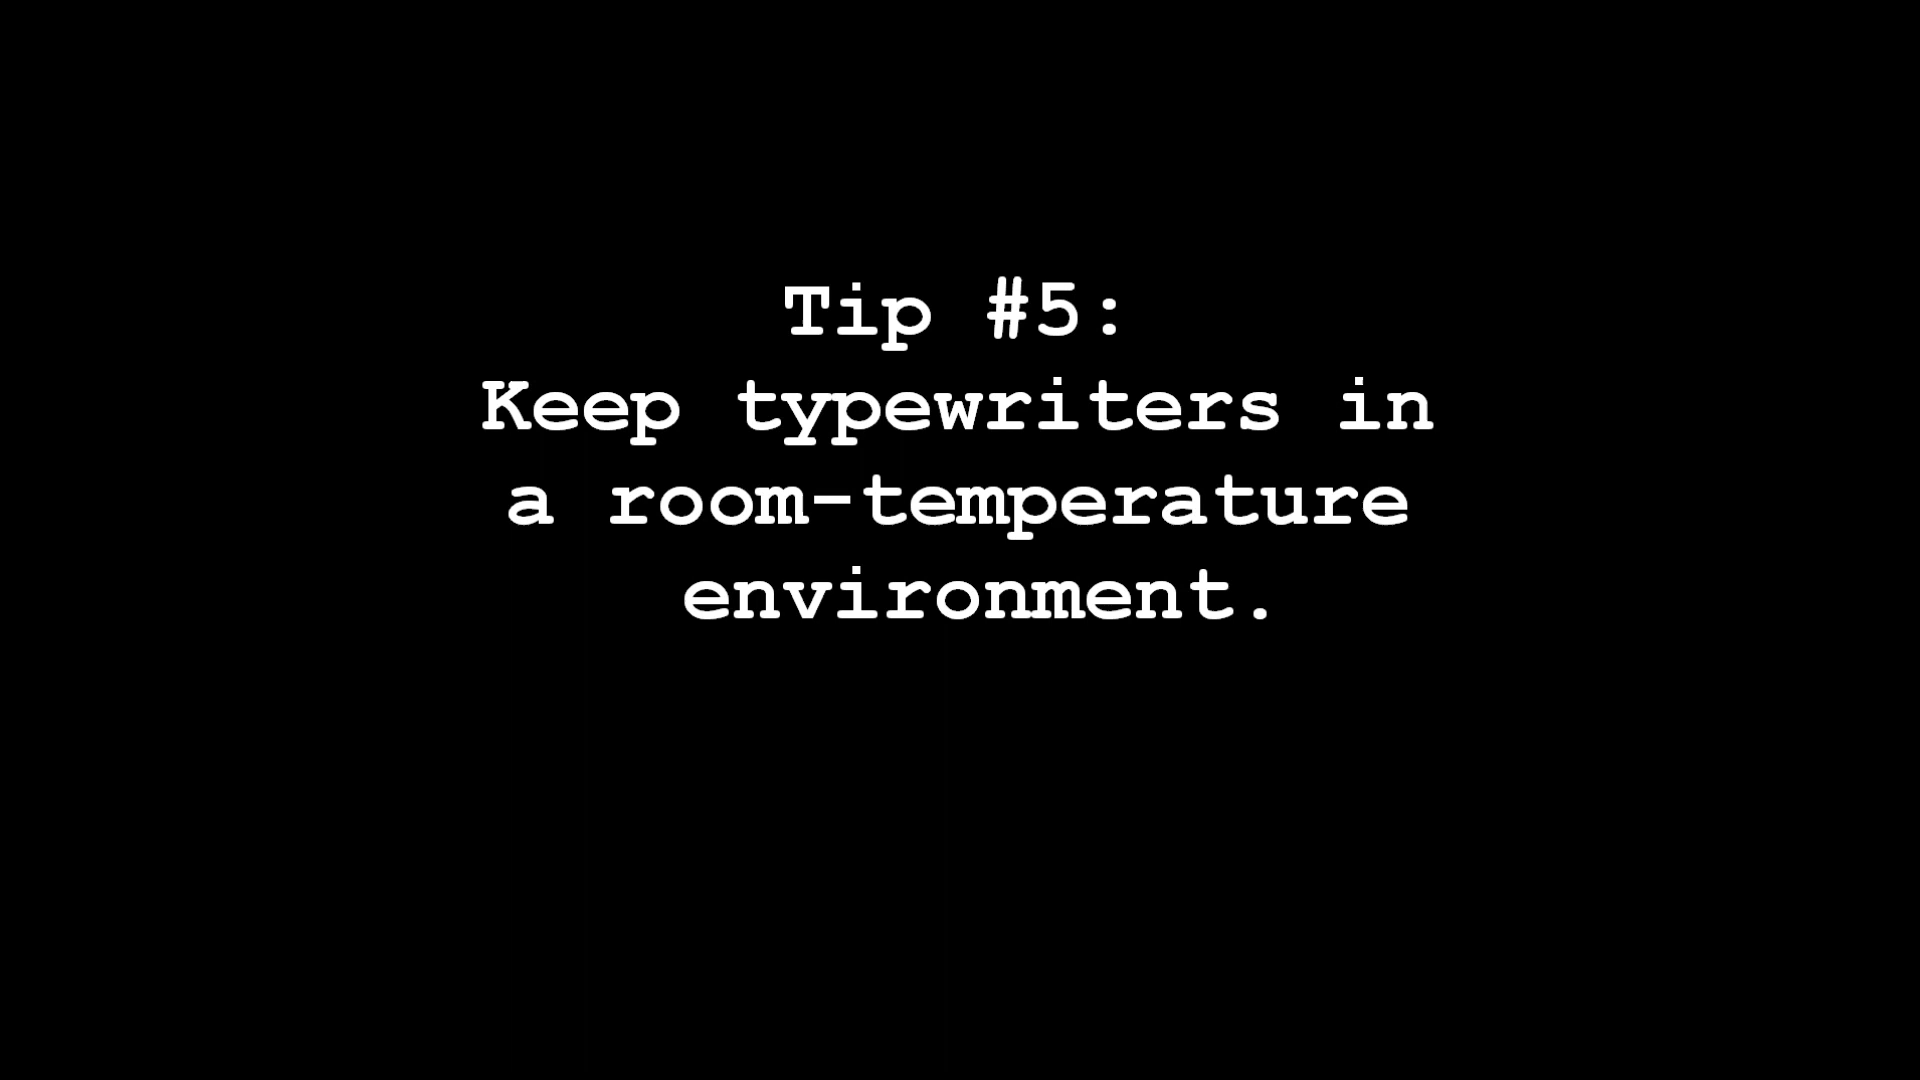 Tip #5:
Keep typewriters in
a room-temperature
environment.